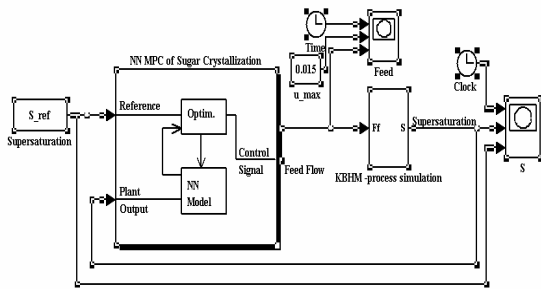 NN MPC of Sugar Crystallization
Time
0.015
u_max
Feed
Clock
S_ref
Supersaturation
Reference
Optim.
Control
Signal
Feed Flow
Plant
Output
NN
Model
Ff
S
Supersaturation
KBHM -process simulation
S